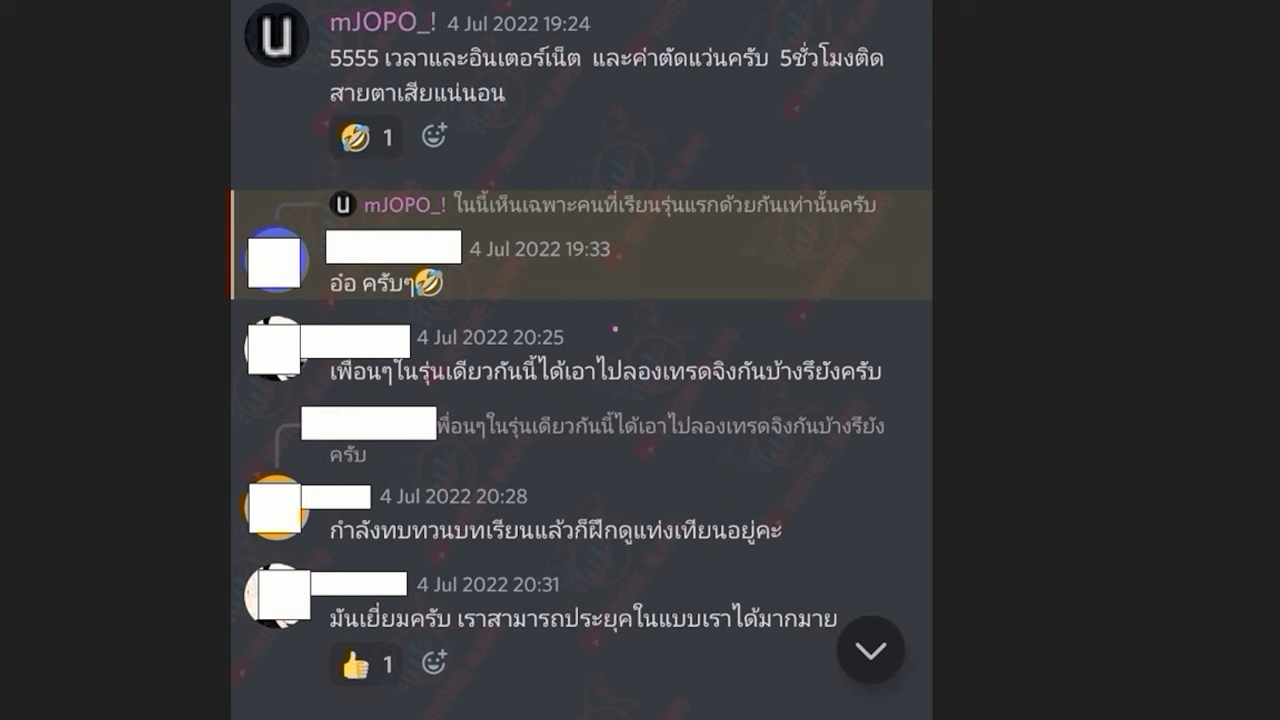 mJOPO_! 4 Jul 2022 19:24
5555 เวลาและอินเตอร์เน็ต และค่าตัดแว่นครับ 5ชั่วโมงติด
สายตาเสียแน่นอน
🤣 1
mJOPO_! ในนี้เห็นเฉพาะคนที่เรียนรุ่นแรกด้วยกันเท่านั้นครับ
4 Jul 2022 19:33
อ๋อ ครับๆ🤣
4 Jul 2022 20:25
เพื่อนๆในรุ่นเดียวกันนี้ได้เอาไปลองเทรดจิงกันบ้างรึยังครับ
พื่อนๆในรุ่นเดียวกันนี้ได้เอาไปลองเทรดจิงกันบ้างรึยัง
ครับ
4 Jul 2022 20:28
กำลังทบทวนบทเรียนแล้วก็ฝึกดูแท่งเทียนอยู่คะ
4 Jul 2022 20:31
มันเยี่ยมครับ เราสามารถประยุคในแบบเราได้มากมาย
👍 1